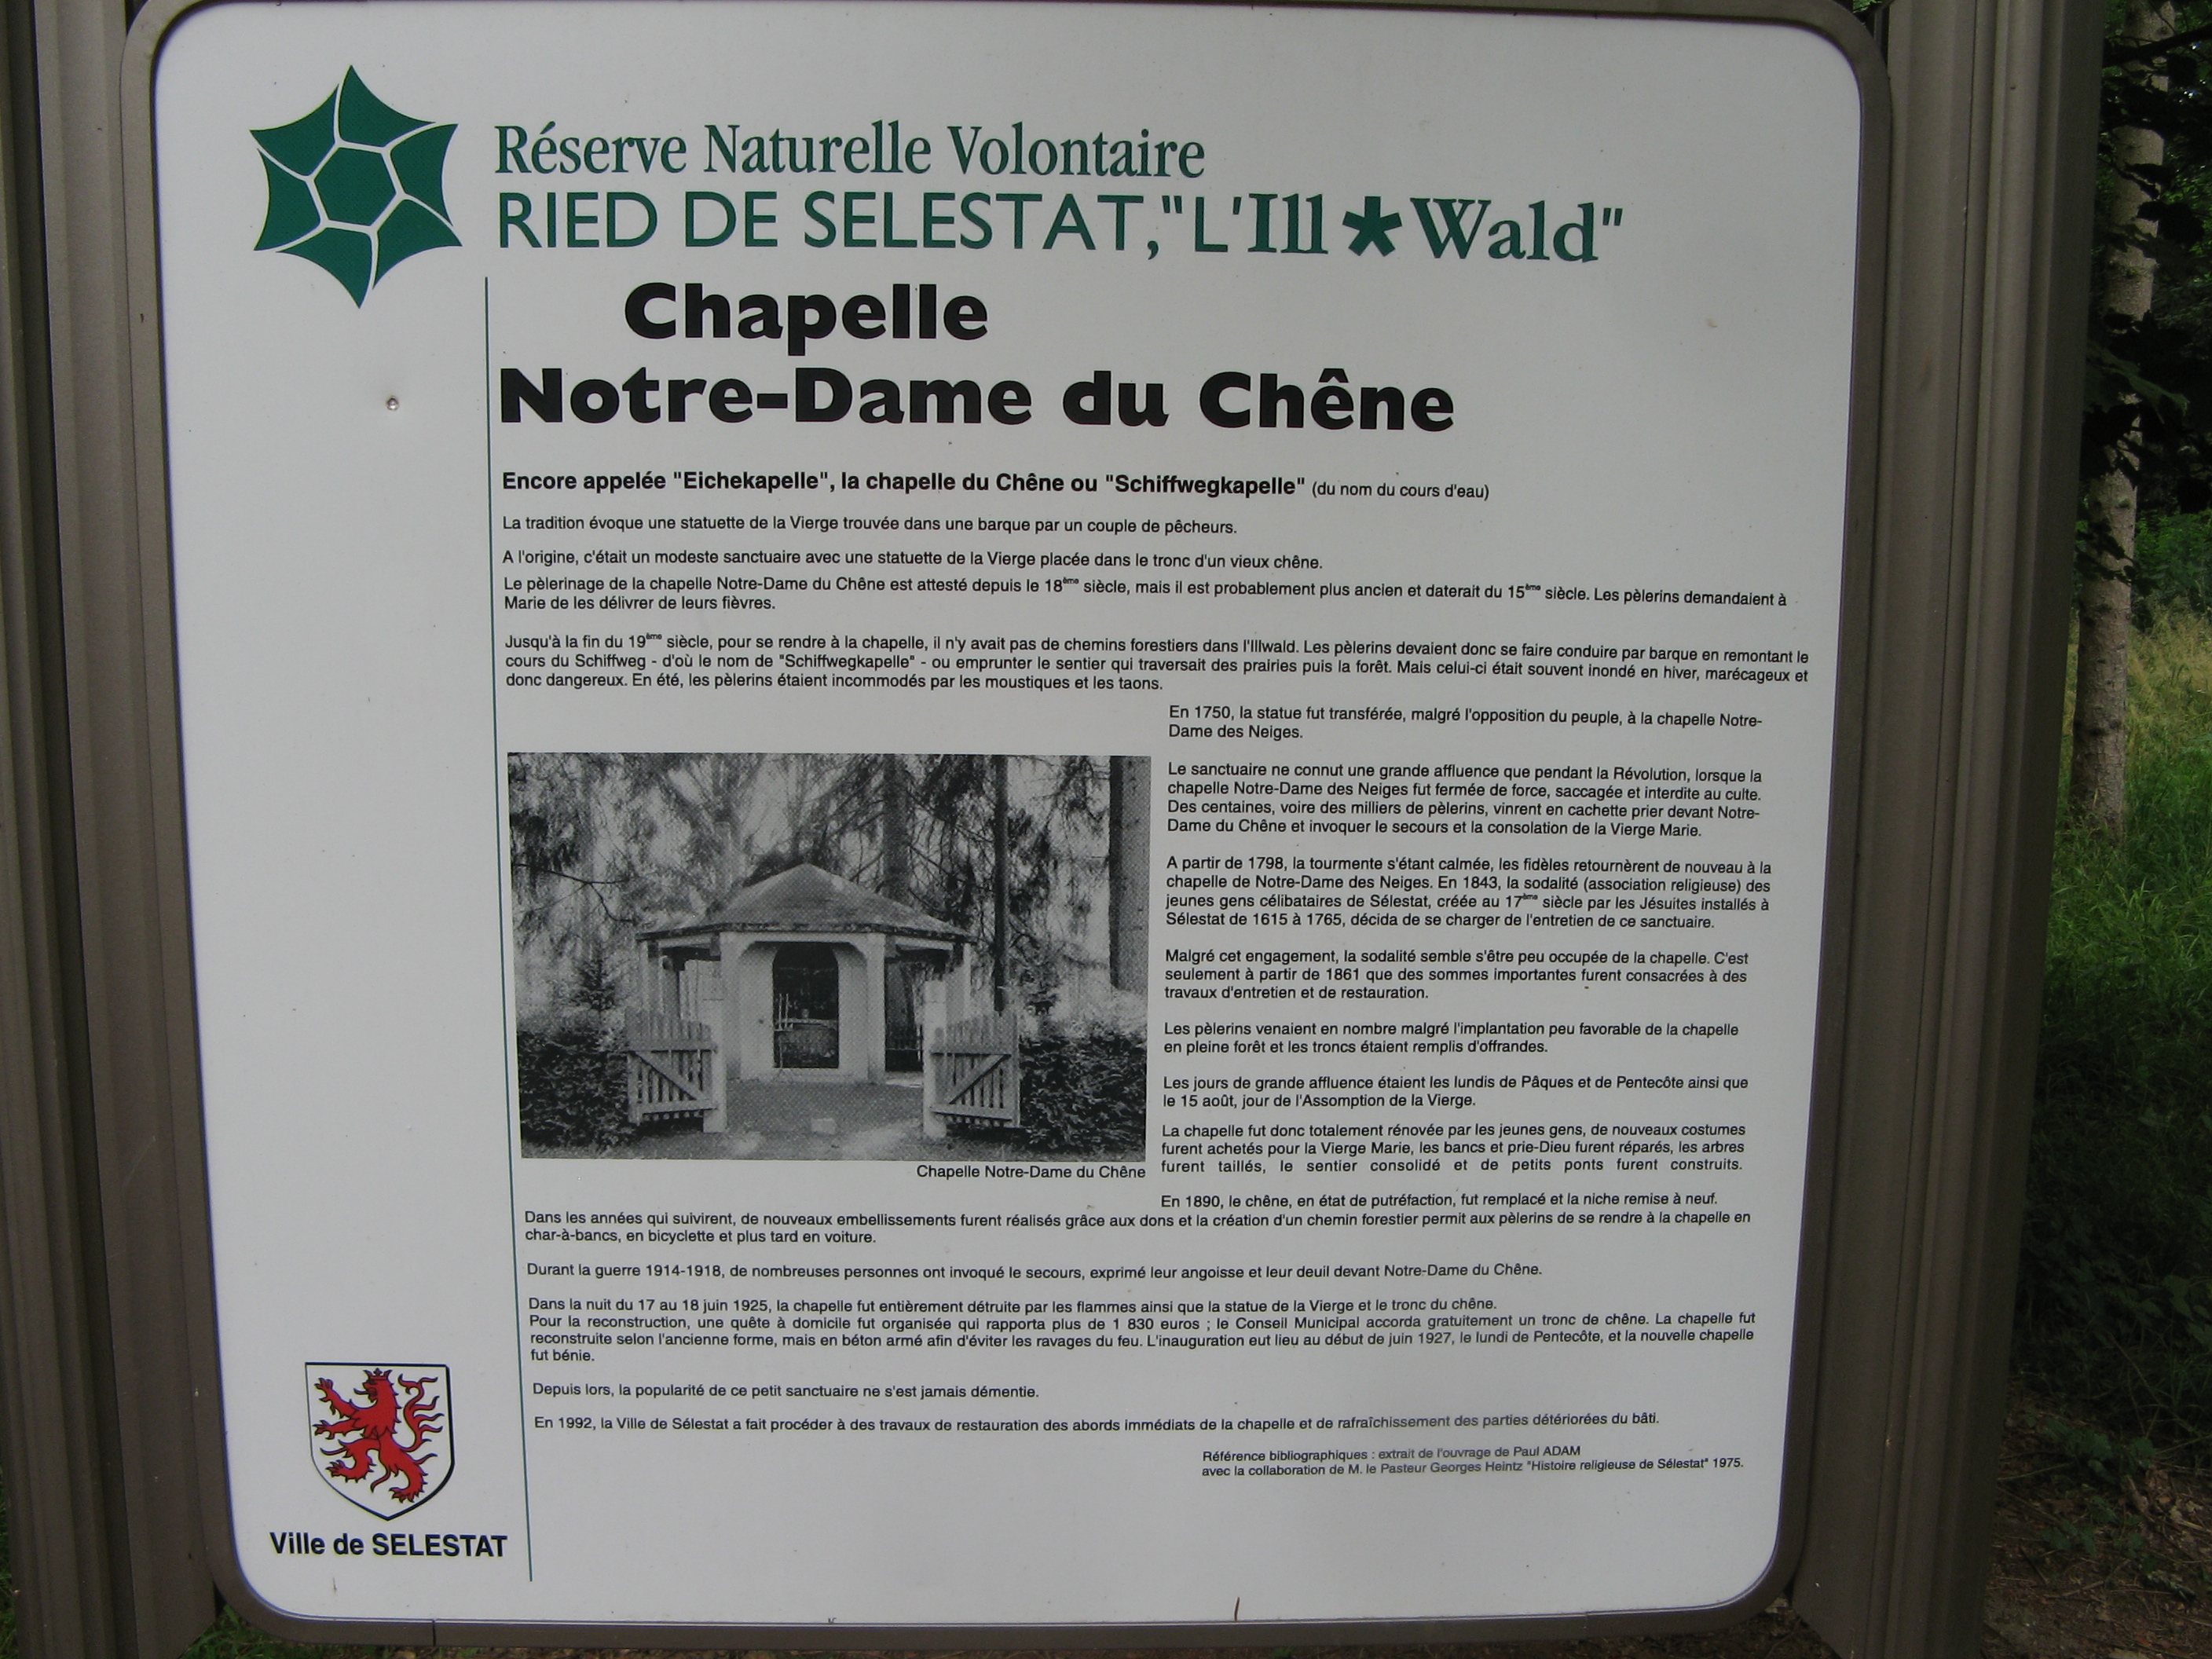 Réserve Naturelle Volontaire
RIED DE SELESTAT,"L'Ill*Wald"
Chapelle
Notre-Dame du Chêne
Encore appelée "Eichekapelle", la chapelle du Chêne ou "Schiffwegkapelle" (du nom du cours d'eau)
La tradition évoque une statuette de la Vierge trouvée dans une barque par un couple de pêcheurs.
A l'origine, c'était un modeste sanctuaire avec une statuette de la Vierge placée dans le tronc d'un vieux chêne.
Le pèlerinage de la chapelle Notre-Dame du Chêne est attesté depuis le 18ème siècle, mais il est probablement plus ancien et daterait du 15ème siècle. Les pèlerins demandaient à
Marie de les délivrer de leurs fièvres.
Jusqu'à la fin du 19ème siècle, pour se rendre à la chapelle, il n'y avait pas de chemins forestiers dans l'Illwald. Les pèlerins devaient donc se faire conduire par barque en remontant le
cours du Schiffweg - d'où le nom de "Schiffwegkapelle" - ou emprunter le sentier qui traversait des prairies puis la forêt. Mais celui-ci était souvent inondé en hiver, marécageux et
donc dangereux. En été, les pèlerins étaient incommodés par les moustiques et les taons.
En 1750, la statue fut transférée, malgré l'opposition du peuple, à la chapelle Notre-
Dame des Neiges.
Le sanctuaire ne connut une grande affluence que pendant la Révolution, lorsque la
chapelle Notre-Dame des Neiges fut fermée de force, saccagée et interdite au culte.
Des centaines, voire des milliers de pèlerins, vinrent en cachette prier devant Notre-
Dame du Chêne et invoquer le secours et la consolation de la Vierge Marie.
A partir de 1798, la tourmente s'étant calmée, les fidèles retournèrent de nouveau à la
chapelle de Notre-Dame des Neiges. En 1843, la sodalité (association religieuse) des
jeunes gens célibataires de Sélestat, créée au 17ème siècle par les Jésuites installés à
Sélestat de 1615 à 1765, décida de se charger de l'entretien de ce sanctuaire.
Malgré cet engagement, la sodalité semble s'être peu occupée de la chapelle. C'est
seulement à partir de 1861 que des sommes importantes furent consacrées à des
travaux d'entretien et de restauration.
Les pèlerins venaient en nombre malgré l'implantation peu favorable de la chapelle
en pleine forêt et les troncs étaient remplis d'offrandes.
Les jours de grande affluence étaient les lundis de Pâques et de Pentecôte ainsi que
le 15 août, jour de l'Assomption de la Vierge.
La chapelle fut donc totalement rénovée par les jeunes gens, de nouveaux costumes
furent achetés pour la Vierge Marie, les bancs et prie-Dieu furent réparés, les arbres
furent taillés, le sentier consolidé et de petits ponts furent construits.
Chapelle Notre-Dame du Chêne
En 1890, le chêne, en état de putréfaction, fut remplacé et la niche remise à neuf.
Dans les années qui suivirent, de nouveaux embellissements furent réalisés grâce aux dons et la création d'un chemin forestier permit aux pèlerins de se rendre à la chapelle en
char-à-bancs, en bicyclette et plus tard en voiture.
Durant la guerre 1914-1918, de nombreuses personnes ont invoqué le secours, exprimé leur angoisse et leur deuil devant Notre-Dame du Chêne.
Dans la nuit du 17 au 18 juin 1925, la chapelle fut entièrement détruite par les flammes ainsi que la statue de la Vierge et le tronc du chêne.
Pour la reconstruction, une quête à domicile fut organisée qui rapporta plus de 1 830 euros ; le Conseil Municipal accorda gratuitement un tronc de chêne. La chapelle fut
reconstruite selon l'ancienne forme, mais en béton armé afin d'éviter les ravages du feu. L'inauguration eut lieu au début de juin 1927, le lundi de Pentecôte, et la nouvelle chapelle
fut bénie.
Depuis lors, la popularité de ce petit sanctuaire ne s'est jamais démentie.
En 1992, la Ville de Sélestat a fait procéder à des travaux de restauration des abords immédiats de la chapelle et de rafraîchissement des parties détériorées du bâti.
Référence bibliographiques : extrait de l'ouvrage de Paul ADAM
avec la collaboration de M. le Pasteur Georges Heintz "Histoire religieuse de Sélestat" 1975.
Ville de SELESTAT